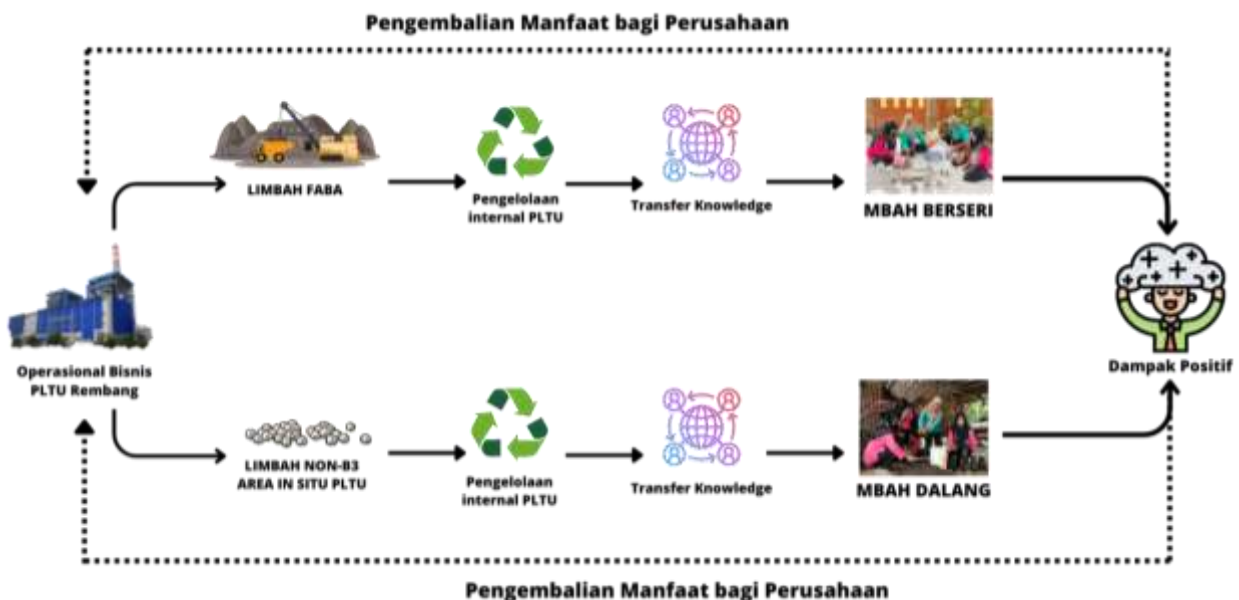 Pengembalian Manfaat bagi Perusahaan
LIMBAH FABA
Pengelolaan
internal PLTU
Transfer Knowledge
MBAH BERSERI
Operasional Bisnis
PLTU Rembang
Dampak Positif
LIMBAH NON-B3
AREA IN SITU PLTU
Pengelolaan
internal PLTU
Transfer Knowledge
MBAH DALANG
Pengembalian Manfaat bagi Perusahaan